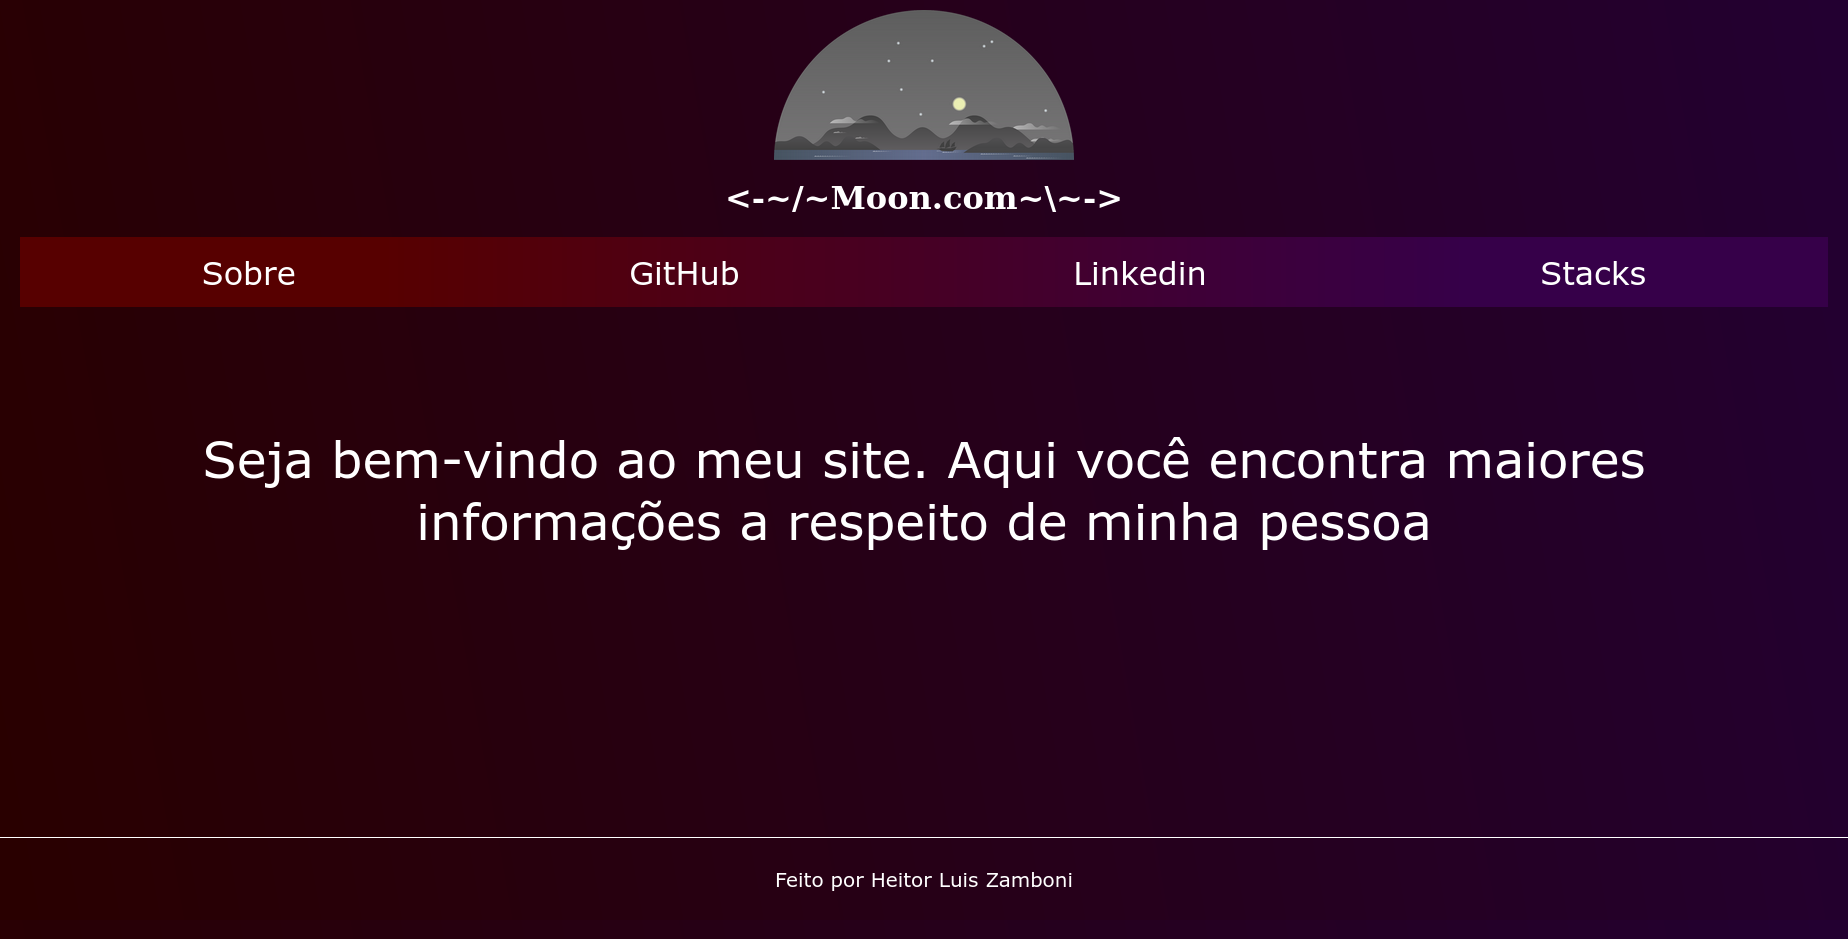 <-~/~Moon.com~\~->
Sobre GitHub Linkedin Stacks
Seja bem-vindo ao meu site. Aqui você encontra maiores
informações a respeito de minha pessoa
Feito por Heitor Luis Zamboni